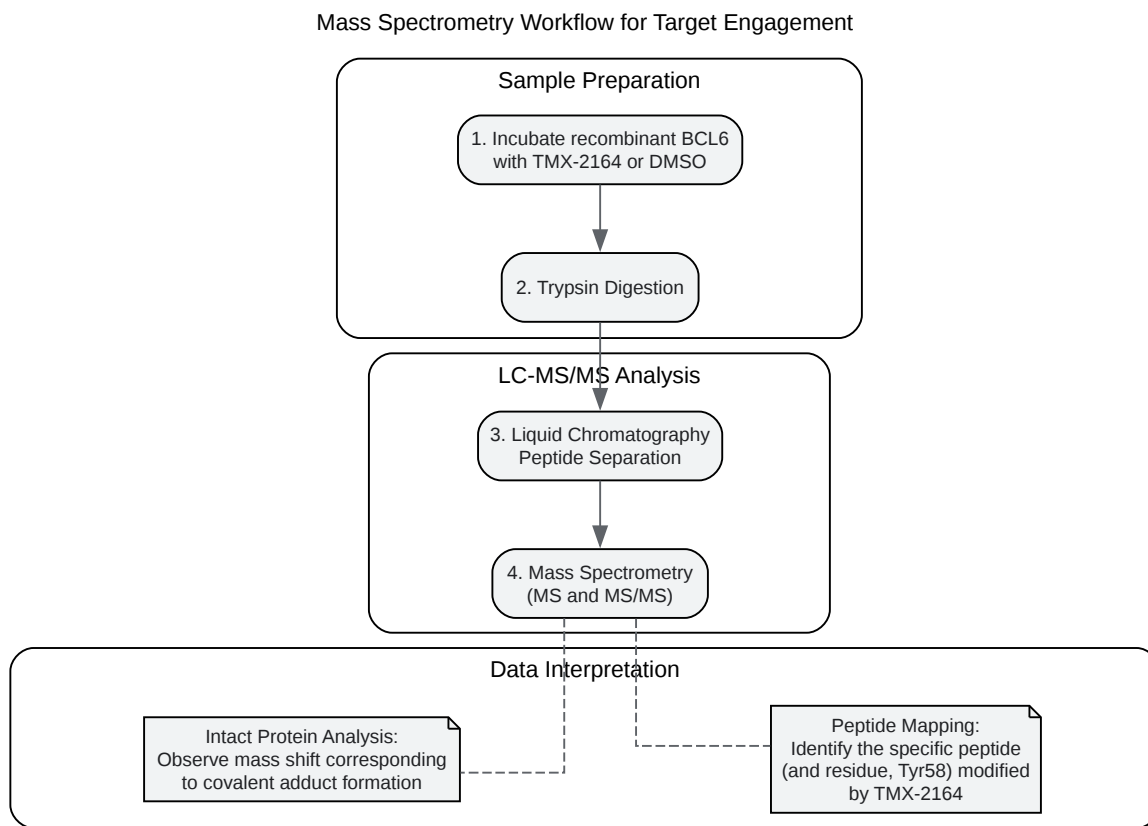 Mass Spectrometry Workflow for Target Engagement
Sample Preparation
1. Incubate recombinant BCL6
with TMX-2164 or DMSO
2. Trypsin Digestion
LC-MS/MS Analysis
3. Liquid Chromatography
Peptide Separation
4. Mass Spectrometry
(MS and MS/MS)
Data Interpretation
Intact Protein Analysis:
Observe mass shift corresponding
to covalent adduct formation
Peptide Mapping:
Identify the specific peptide
(and residue, Tyr58) modified
by TMX-2164